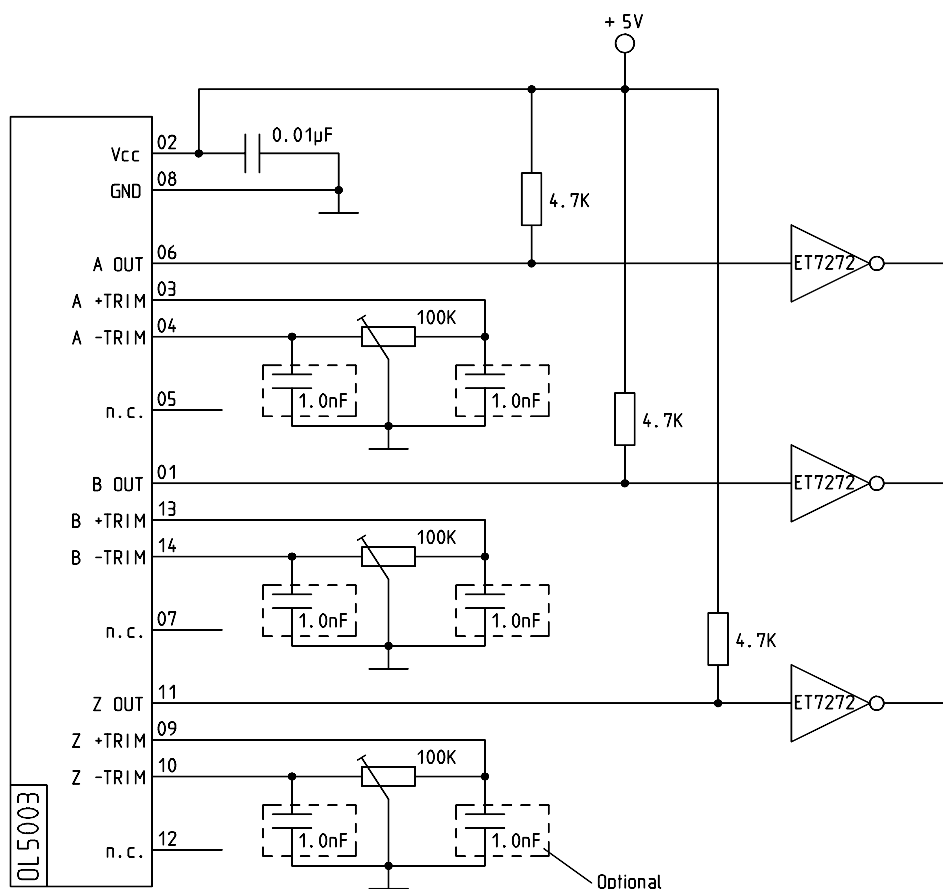 + 5V
02
0.01µF
Vcc
08
GND
4.7K
06
A OUT
ET7272
03
A +TRIM
100K
04
A -TRIM
1.0nF
1.0nF
05
n.c.
4.7K
01
B OUT
ET7272
13
B +TRIM
100K
14
B -TRIM
1.0nF
1.0nF
07
n.c.
4.7K
11
Z OUT
ET7272
09
Z +TRIM
100K
10
Z -TRIM
1.0nF
1.0nF
12
n.c.
OL5003
Optional